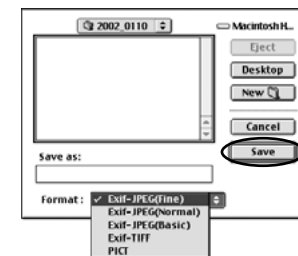 2002_0110
Macintosh H...
Eject
Desktop
New
Cancel
Save as:
Save
Format :
✓ Exif-JPEG(Fine)
Exif-JPEG(Normal)
Exif-JPEG(Basic)
Exif-TIFF
PICT